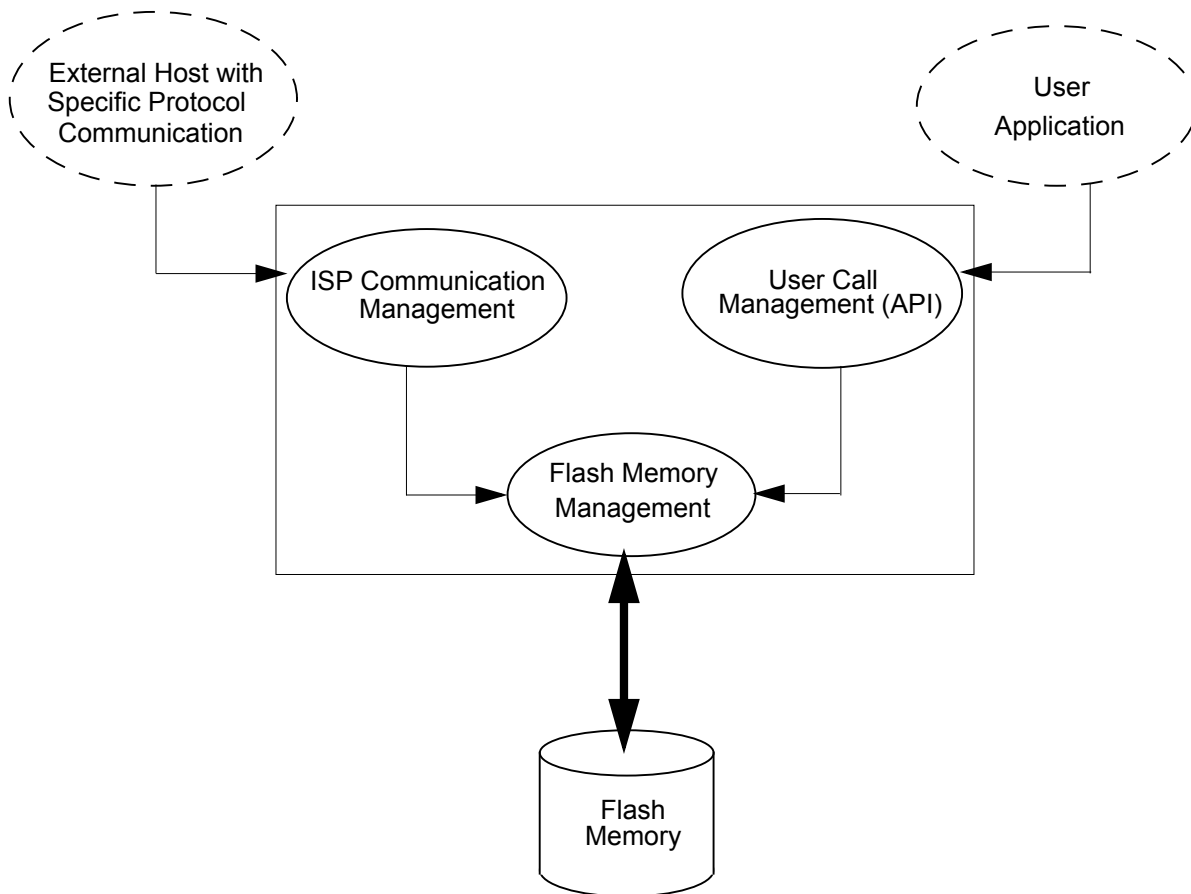 External Host with
Specific Protocol
Communication
User
Application
ISP Communication
Management
User Call
Management (API)
Flash Memory
Management
Flash
Memory